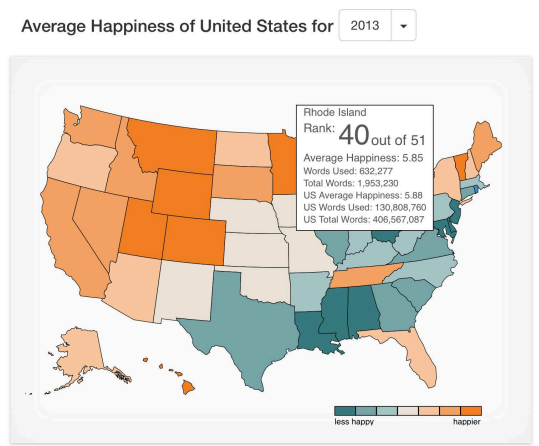 Average Happiness of United States for 2013
Rhode Island
Rank: 40 out of 51
Average Happiness: 5.85
Words Used: 632,277
Total Words: 1,953,230
US Average Happiness: 5.88
US Words Used: 130,808,760
US Total Words: 406,567,087
less happy happier